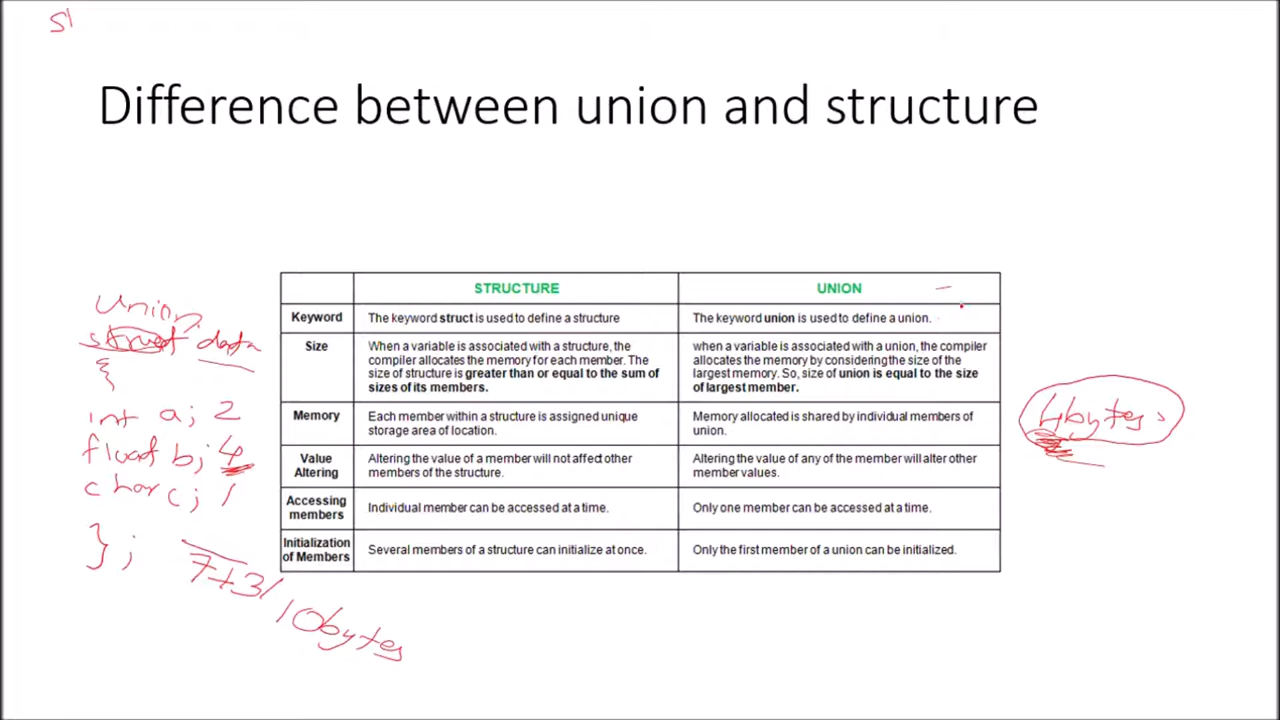 S
Difference between union and structure
STRUCTURE UNION
Keyword The keyword struct is used to define a structure The keyword union is used to define a union.
Size When a variable is associated with a structure, the when a variable is associated with a union, the compiler
compiler allocates the memory for each member. The allocates the memory by considering the size of the
size of structure is greater than or equal to the sum of largest memory. So, size of union is equal to the size
sizes of its members. of largest member.
Memory Each member within a structure is assigned unique Memory allocated is shared by individual members of
storage area of location. union.
Value Altering the value of a member will not affect other Altering the value of any of the member will alter other
Altering members of the structure. member values.
Accessing Individual member can be accessed at a time. Only one member can be accessed at a time.
members
Initialization Several members of a structure can initialize at once. Only the first member of a union can be initialized.
of Members
union
struct data
{
int a; 2
float b; 4
char c; 1
};
7+3/
10bytes
4bytes